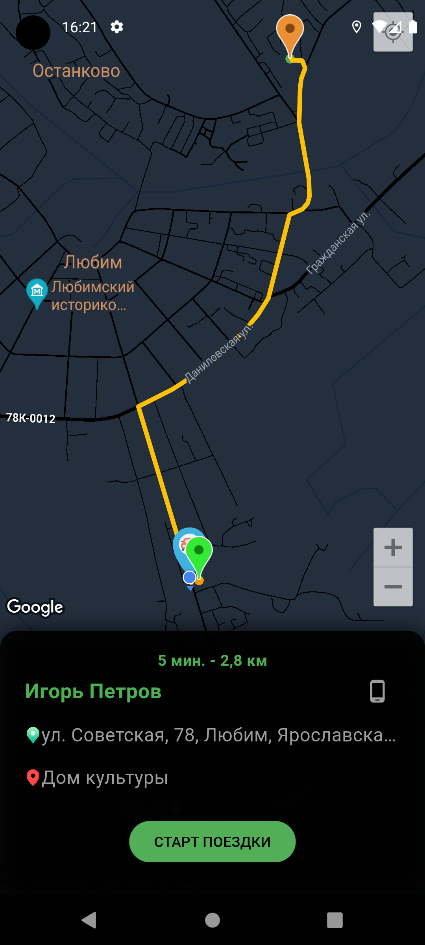 16:21
Останково
Гражданская ул.
Любим
Любимский
историко...
Даниловская ул.
78К-0012
+
−
Google
5 мин. - 2,8 км
Игорь Петров
ул. Советская, 78, Любим, Ярославска...
Дом культуры
СТАРТ ПОЕЗДКИ